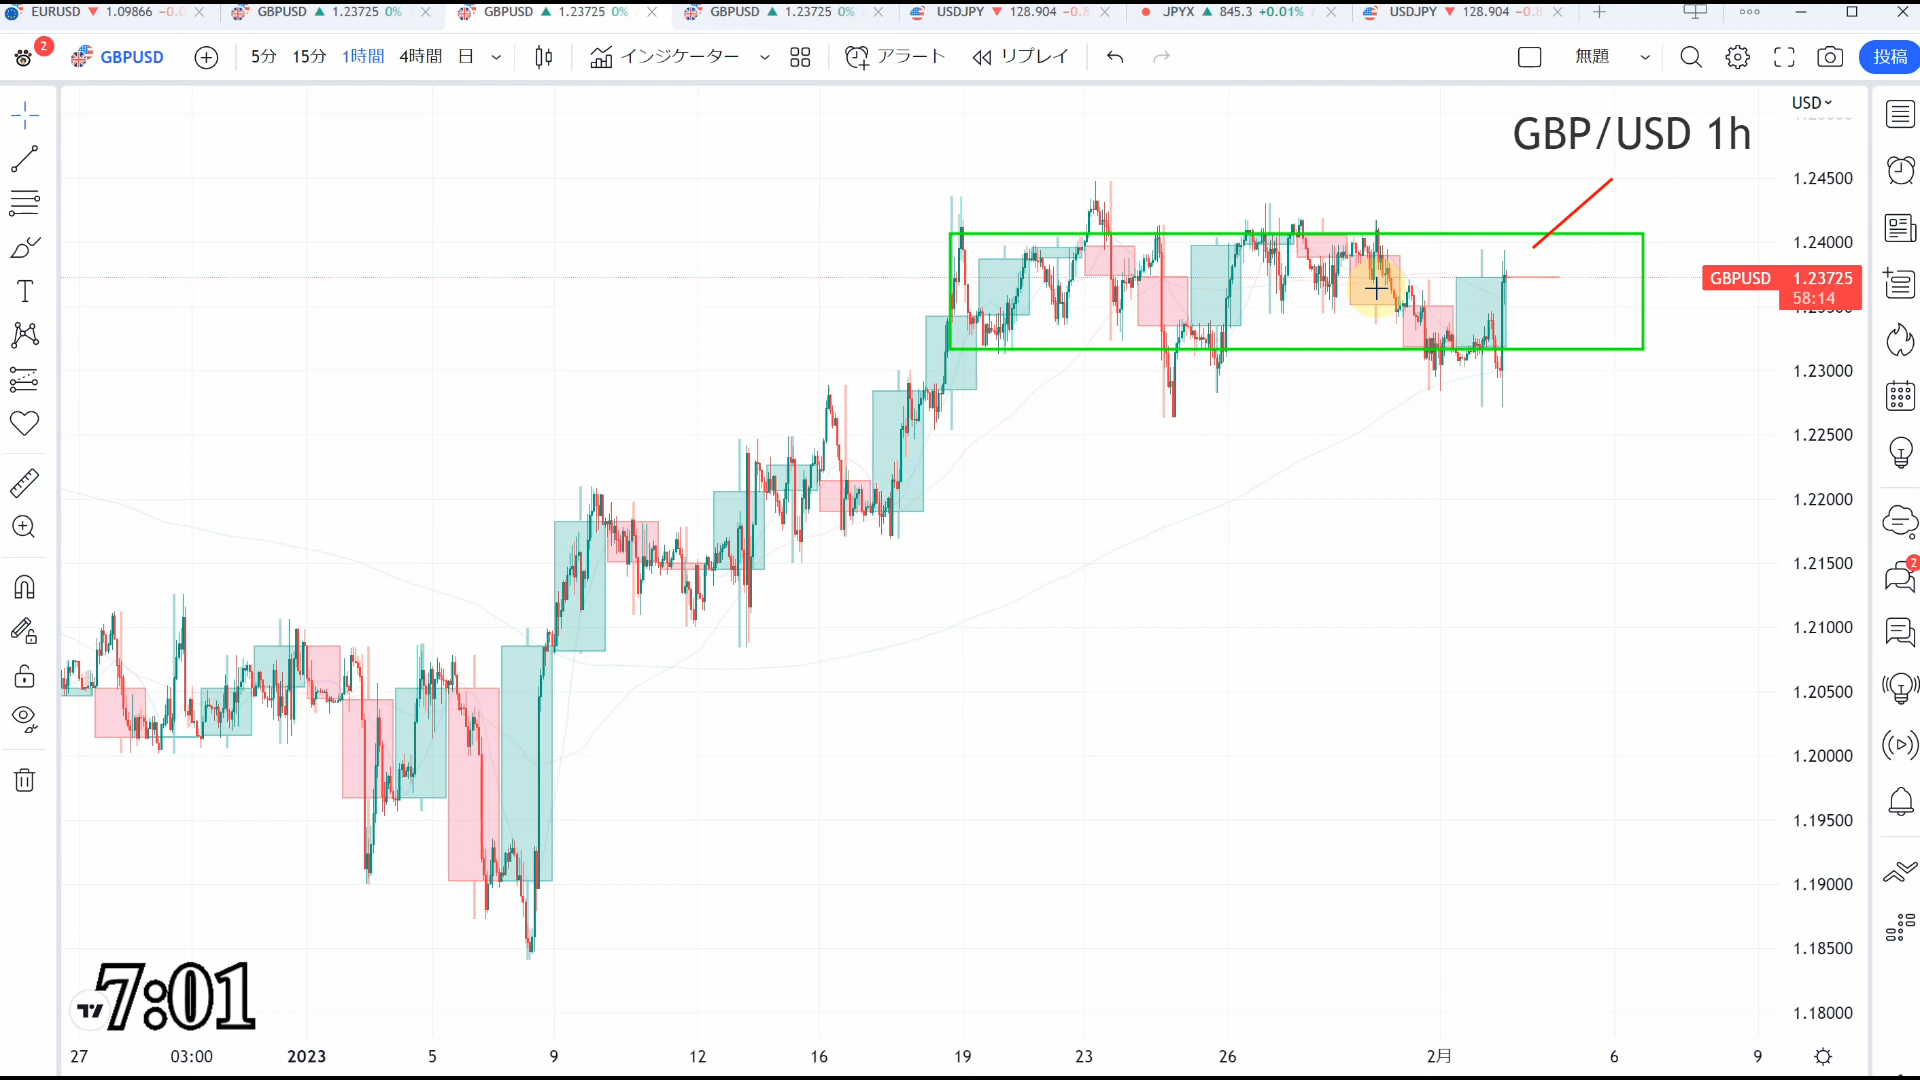 EURUSD ▼ 1.09866
GBPUSD ▲ 1.23725 0%
GBPUSD ▲ 1.23725 0%
GBPUSD ▲ 1.23725 0%
USDJPY ▼ 128.904
JPYX ▲ 845.3 +0.01%
USDJPY ▼ 128.904
2
GBPUSD
5分
15分
1時間
4時間
日
インジケーター
アラート
リプレイ
無題
投稿
USD
GBP/USD 1h
1.24500
1.24000
GBPUSD 1.23725
58:14
1.23000
1.22500
1.22000
1.21500
1.21000
1.20500
1.20000
1.19500
1.19000
1.18500
1.18000
2
7:01
27
03:00
2023
5
9
12
16
19
23
26
2月
6
9